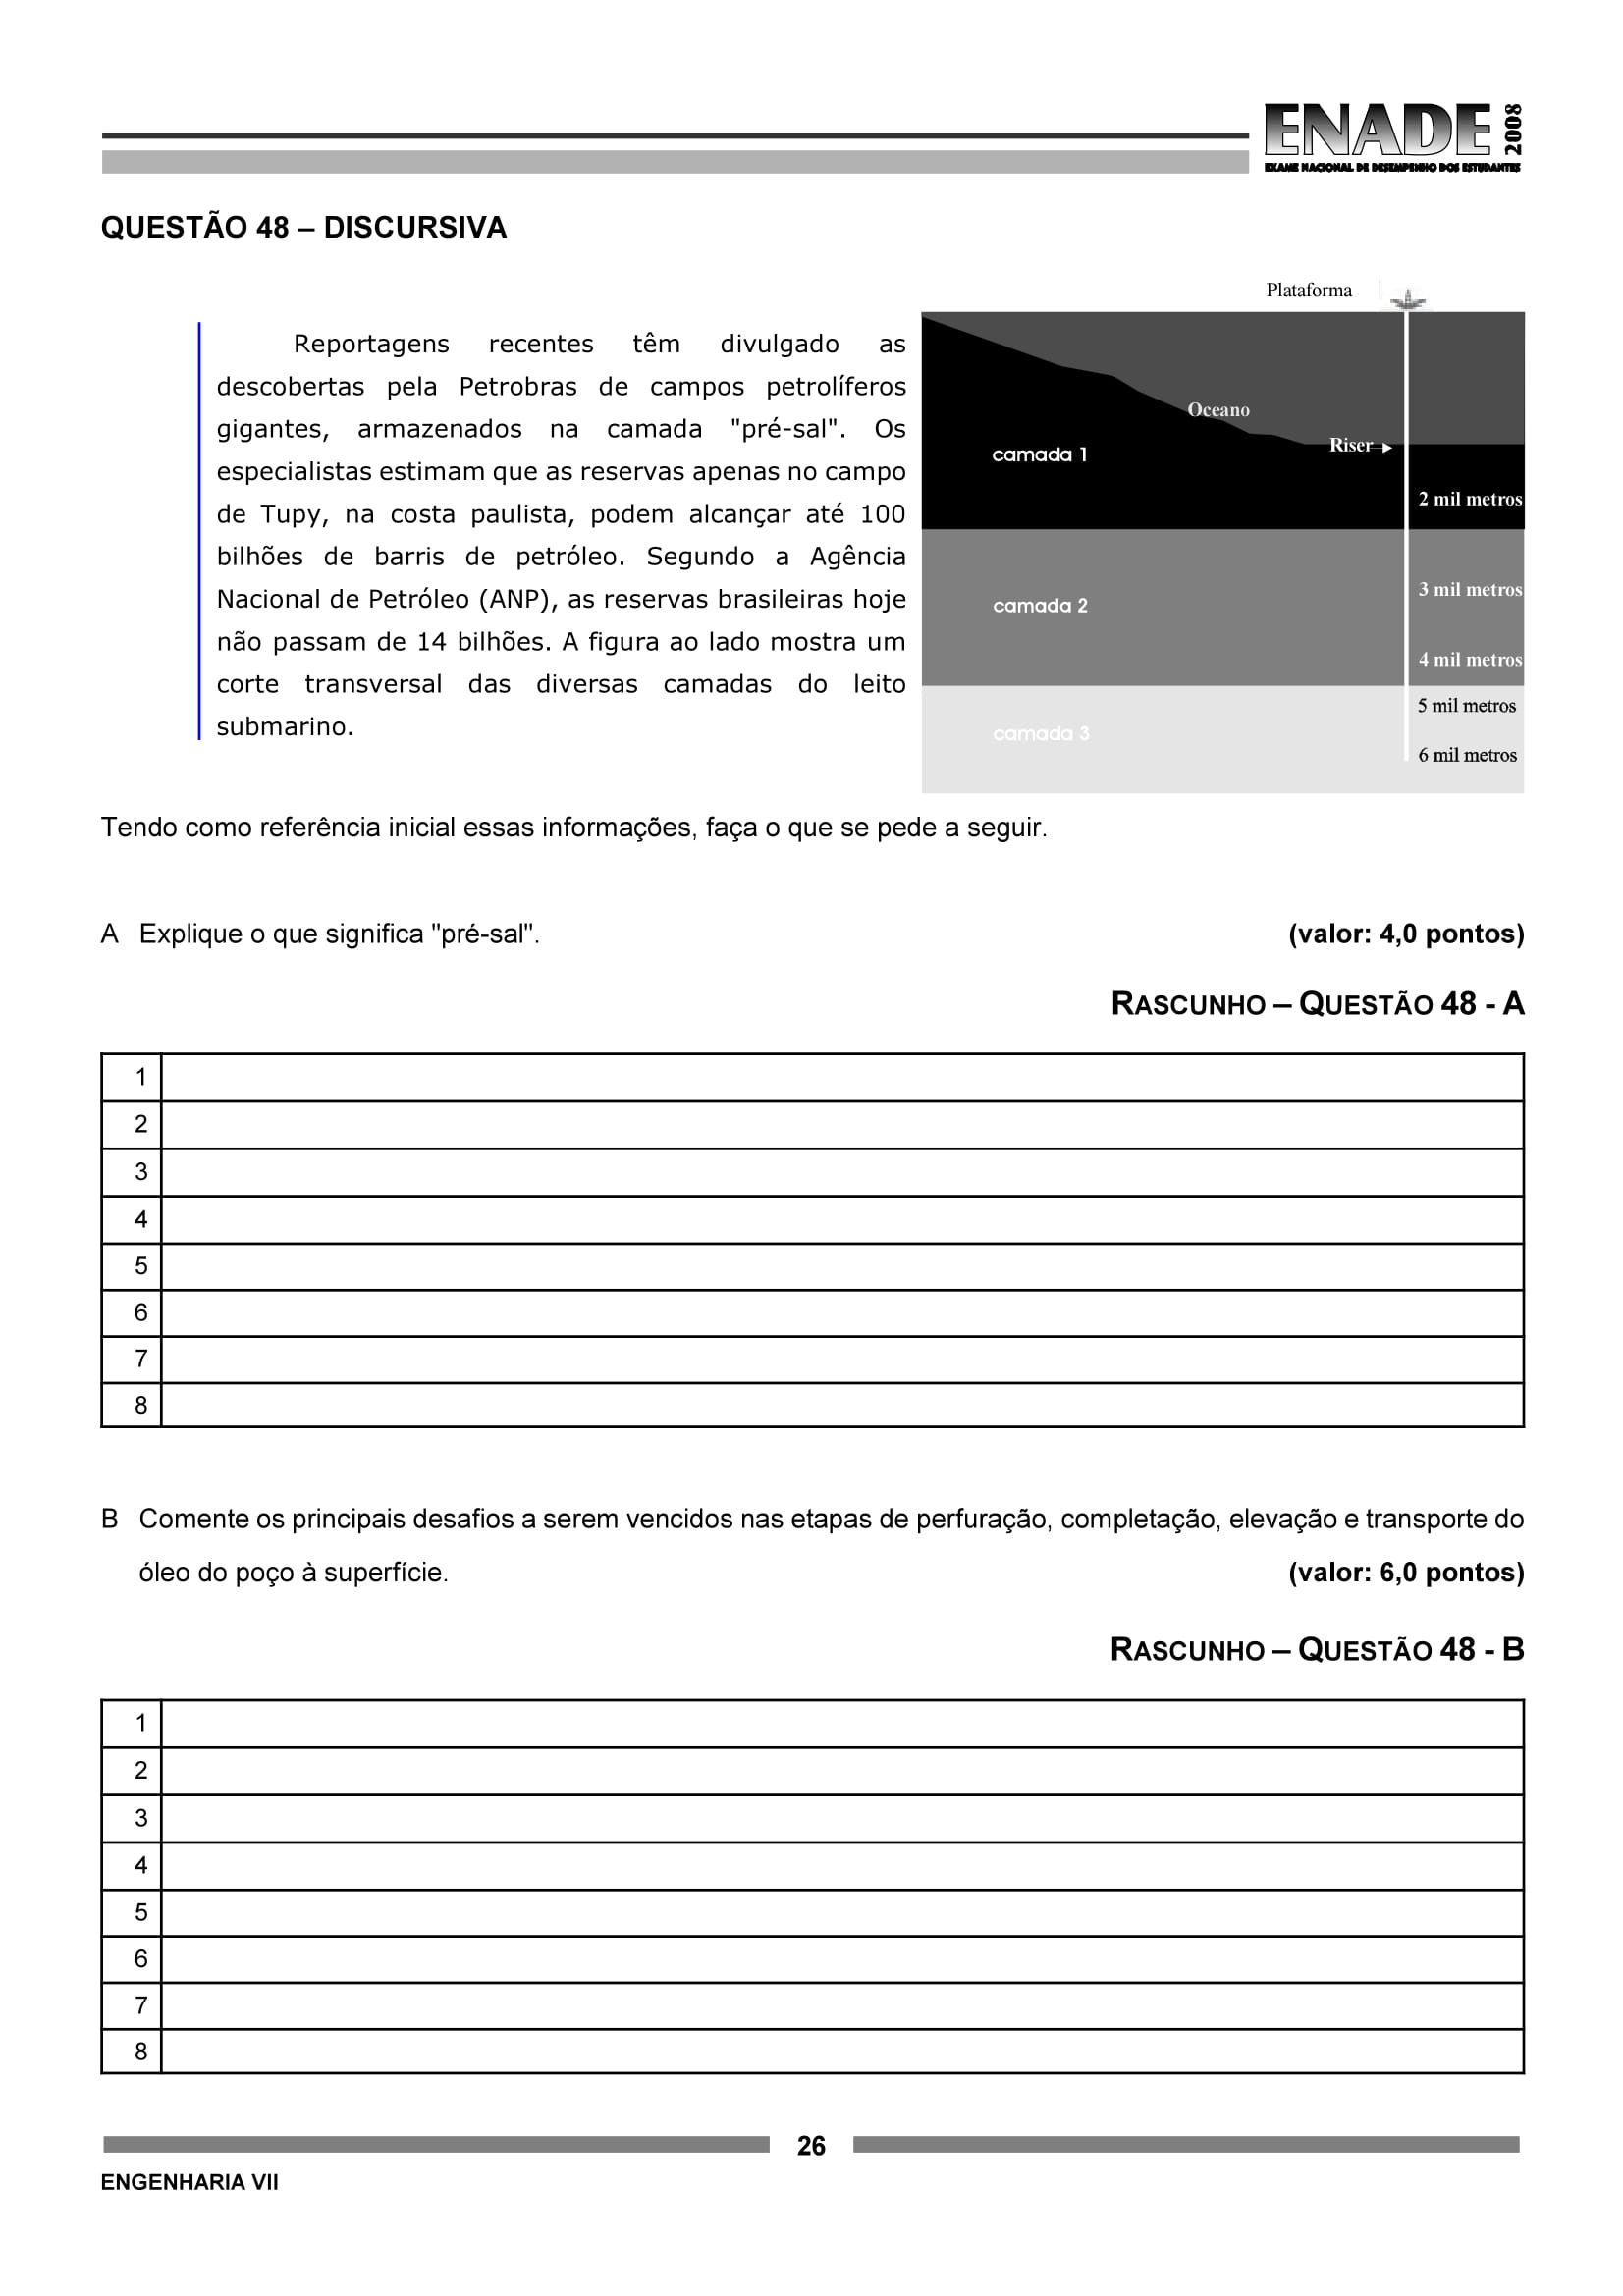 ENADE 2008
EXAME NACIONAL DE DESEMPENHO DOS ESTUDANTES
QUESTÃO 48 – DISCURSIVA
Reportagens recentes têm divulgado as
descobertas pela Petrobras de campos petrolíferos
gigantes, armazenados na camada "pré-sal". Os
especialistas estimam que as reservas apenas no campo
de Tupy, na costa paulista, podem alcançar até 100
bilhões de barris de petróleo. Segundo a Agência
Nacional de Petróleo (ANP), as reservas brasileiras hoje
não passam de 14 bilhões. A figura ao lado mostra um
corte transversal das diversas camadas do leito
submarino.
Plataforma
Oceano
Riser
camada 1
2 mil metros
camada 2
3 mil metros
4 mil metros
5 mil metros
camada 3
6 mil metros
Tendo como referência inicial essas informações, faça o que se pede a seguir.
A Explique o que significa "pré-sal". (valor: 4,0 pontos)
RASCUNHO – QUESTÃO 48 - A
1
2
3
4
5
6
7
8
B Comente os principais desafios a serem vencidos nas etapas de perfuração, completação, elevação e transporte do
óleo do poço à superfície. (valor: 6,0 pontos)
RASCUNHO – QUESTÃO 48 - B
1
2
3
4
5
6
7
8
26
ENGENHARIA VII